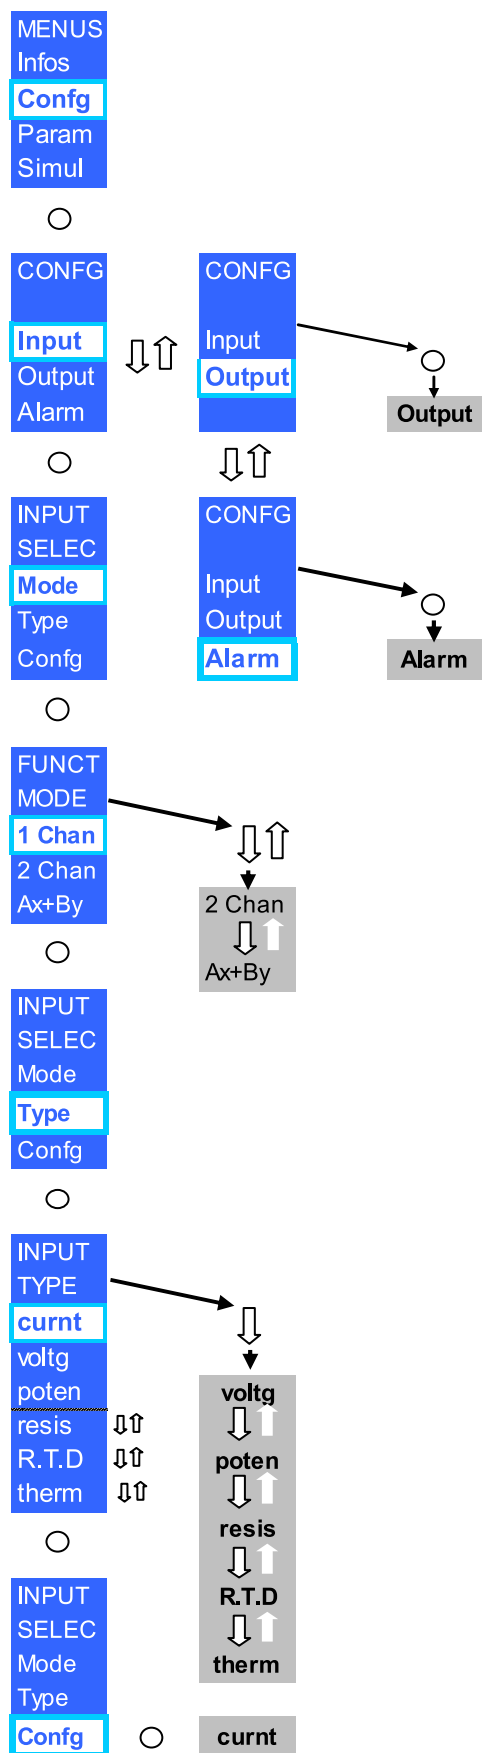 MENUS
Infos
Confg
Param
Simul
CONFG
Input
Output
Alarm
CONFG
Input
Output
Output
INPUT
SELEC
Mode
Type
Confg
CONFG
Input
Output
Alarm
Alarm
FUNCT
MODE
1 Chan
2 Chan
Ax+By
2 Chan
Ax+By
INPUT
SELEC
Mode
Type
Confg
INPUT
TYPE
curnt
voltg
poten
resis
R.T.D
therm
voltg
poten
resis
R.T.D
therm
INPUT
SELEC
Mode
Type
Confg
curnt